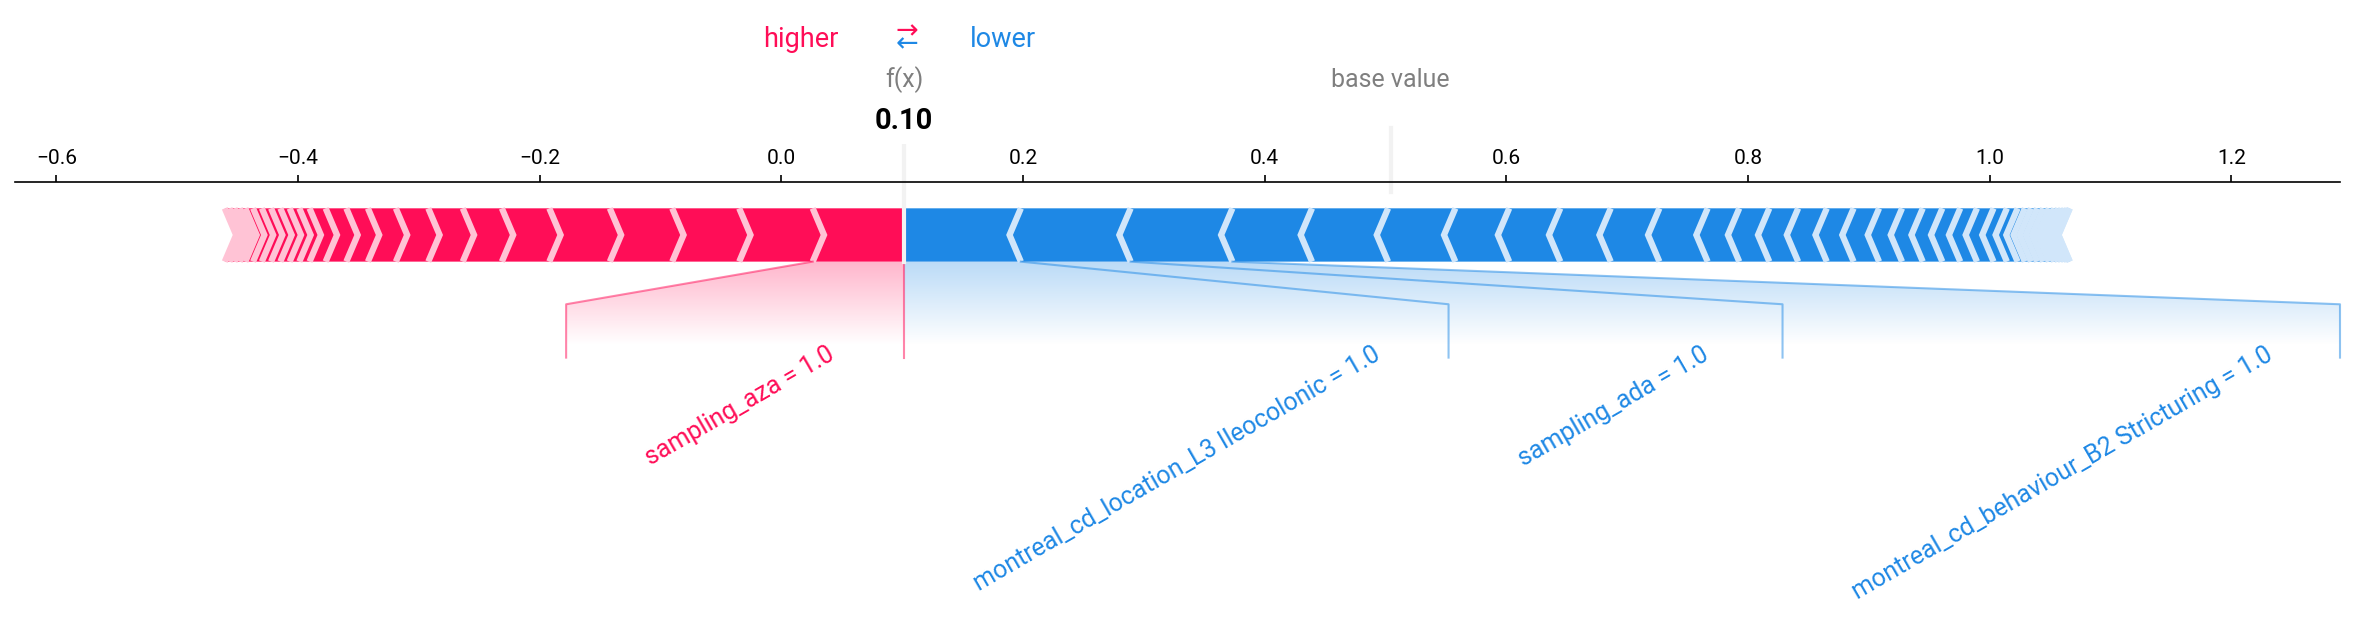 higher ⇄ lower
f(x) base value
0.10
−0.6 −0.4 −0.2 0.0 0.2 0.4 0.6 0.8 1.0 1.2
sampling_aza = 1.0
montreal_cd_location_L3 Ileocolonic = 1.0
sampling_ada = 1.0
montreal_cd_behaviour_B2 Stricturing = 1.0